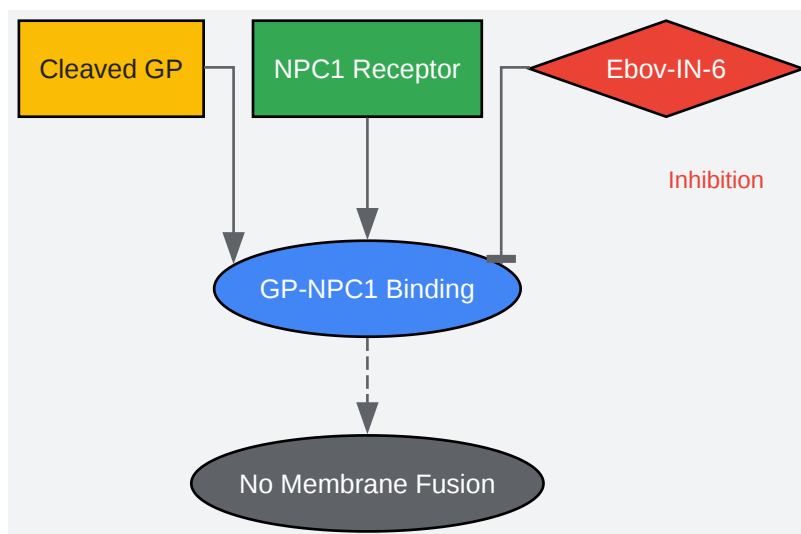 Cleaved GP
NPC1 Receptor
Ebov-IN-6
Inhibition
GP-NPC1 Binding
No Membrane Fusion